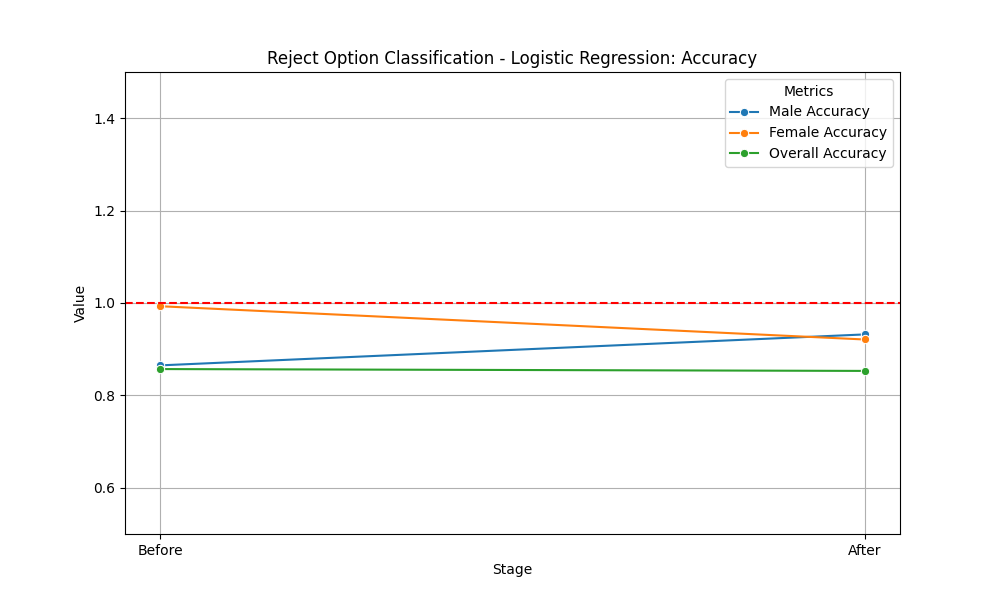 Reject Option Classification - Logistic Regression: Accuracy
Metrics
Male Accuracy
Female Accuracy
Overall Accuracy
1.4
1.2
1.0
0.8
0.6
Value
Before
After
Stage